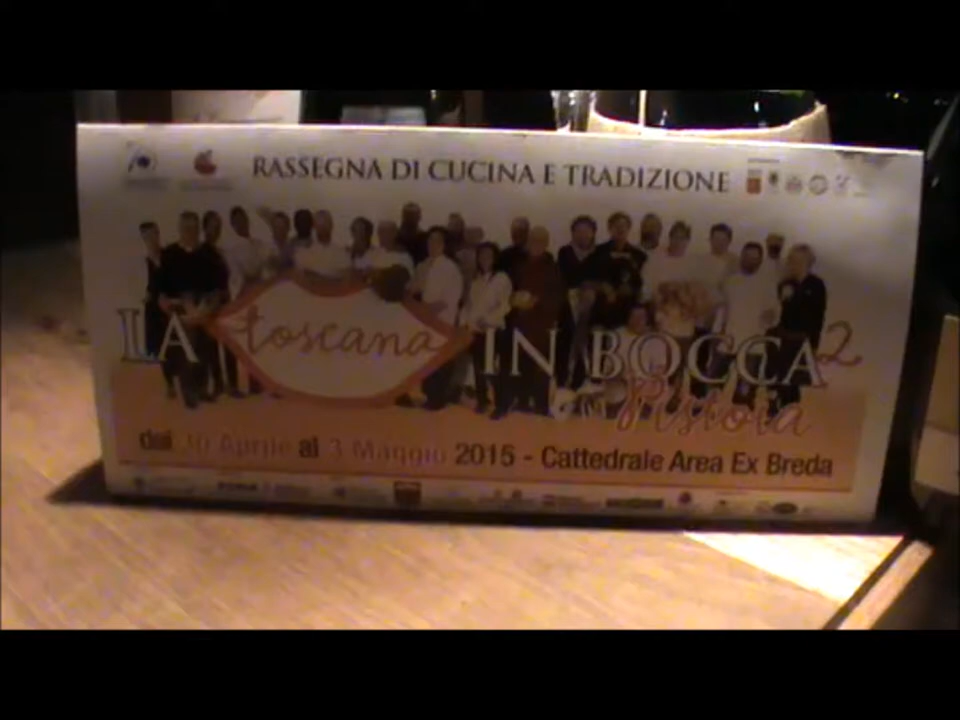 RASSEGNA DI CUCINA E TRADIZIONE
LA toscana IN BOCCA 2
Pistoia
dal 30 Aprile al 3 Maggio 2015 - Cattedrale Area Ex Breda